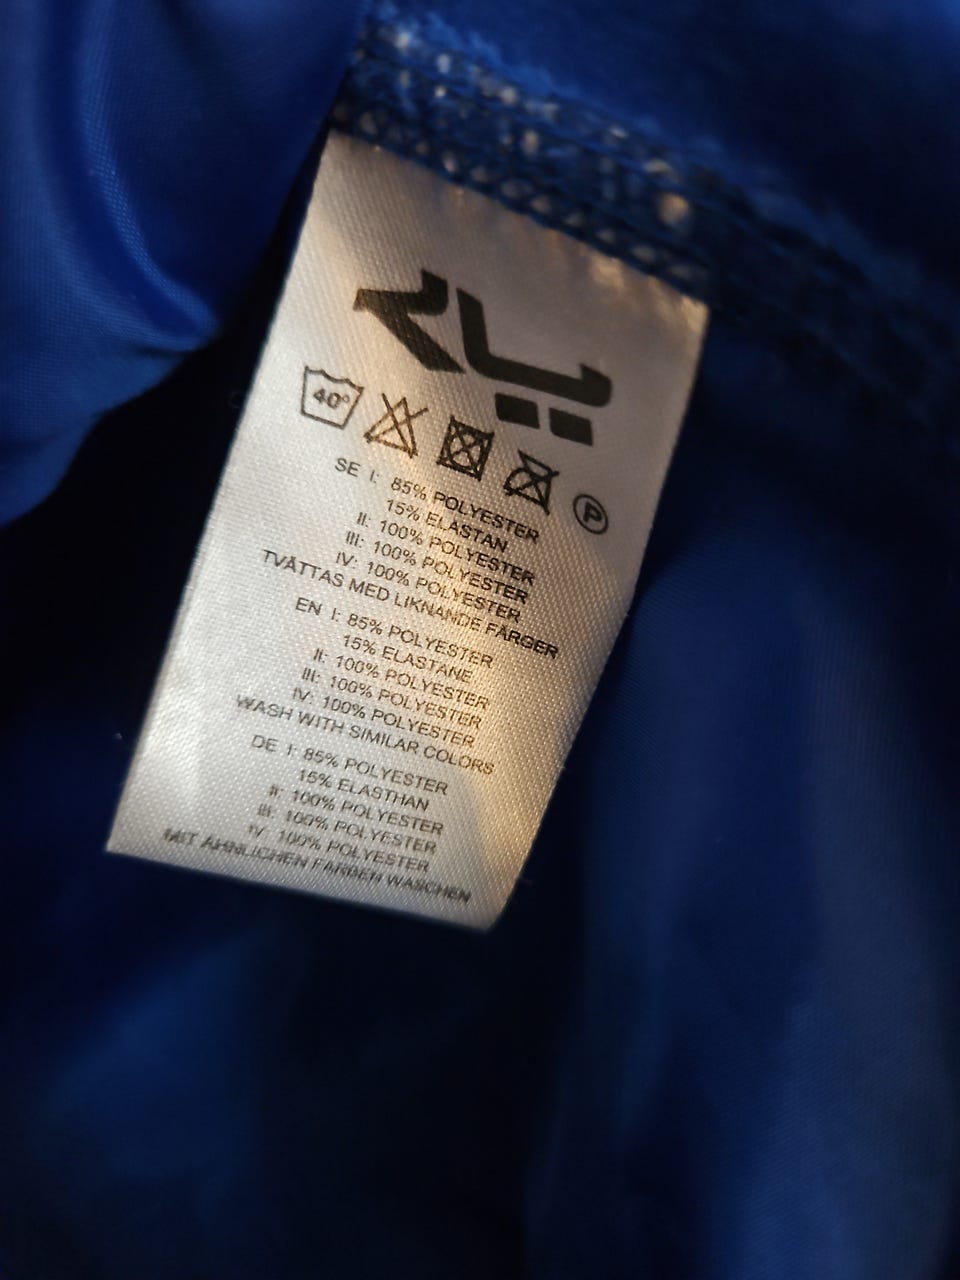 40°
P
SE I: 85% POLYESTER
15% ELASTAN
II: 100% POLYESTER
III: 100% POLYESTER
IV: 100% POLYESTER
TVÄTTAS MED LIKNANDE FÄRGER
EN I: 85% POLYESTER
15% ELASTANE
II: 100% POLYESTER
III: 100% POLYESTER
IV: 100% POLYESTER
WASH WITH SIMILAR COLORS
DE I: 85% POLYESTER
15% ELASTHAN
II: 100% POLYESTER
III: 100% POLYESTER
IV: 100% POLYESTER
MIT ÄHNLICHEN FARBEN WASCHEN